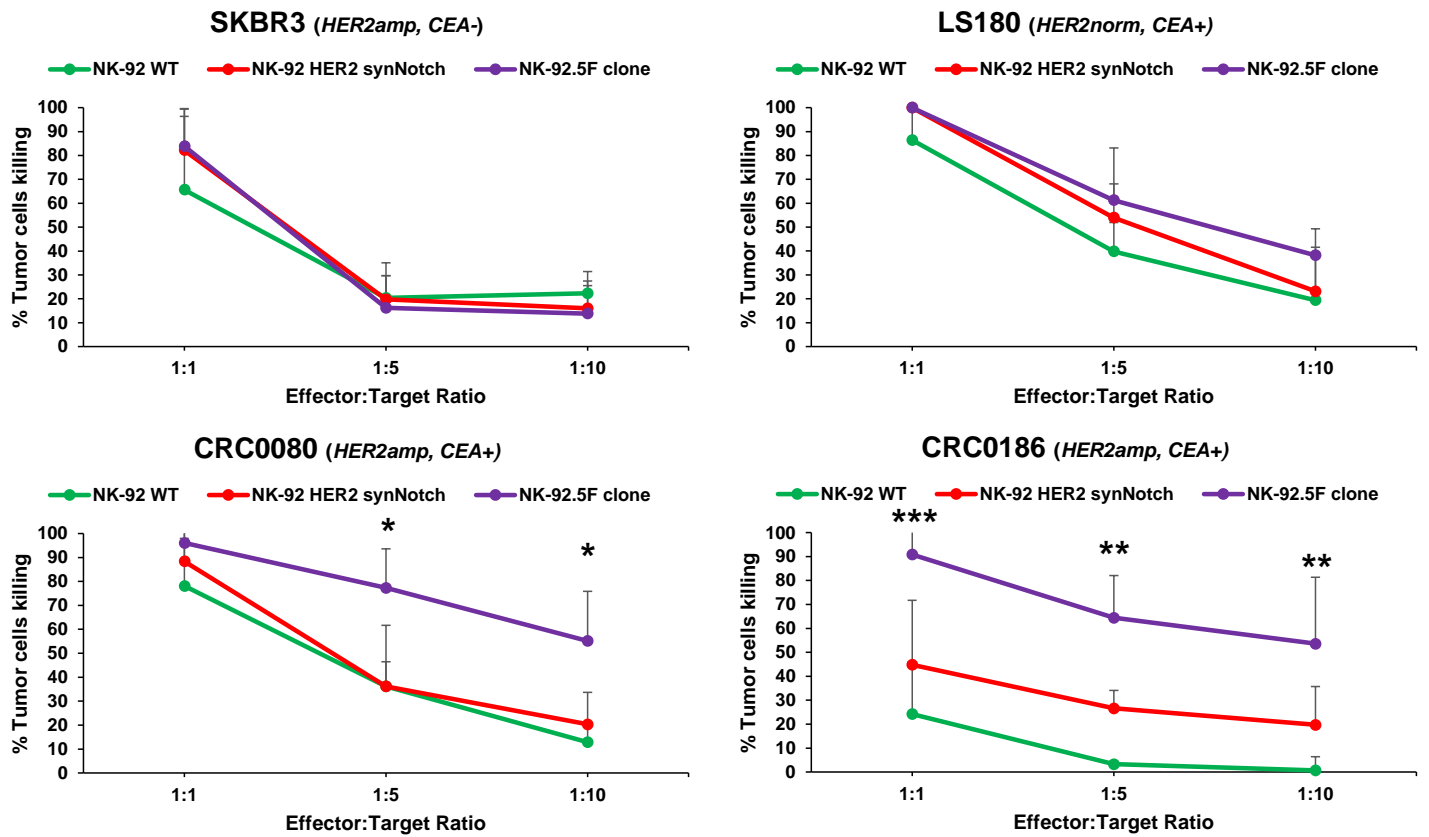 SKBR3 (HER2amp, CEA-)
NK-92 WT NK-92 HER2 synNotch NK-92.5F clone
% Tumor cells killing
100
90
80
70
60
50
40
30
20
10
0
1:1 1:5 1:10
Effector:Target Ratio
LS180 (HER2norm, CEA+)
NK-92 WT NK-92 HER2 synNotch NK-92.5F clone
% Tumor cells killing
100
90
80
70
60
50
40
30
20
10
0
1:1 1:5 1:10
Effector:Target Ratio
CRC0080 (HER2amp, CEA+)
NK-92 WT NK-92 HER2 synNotch NK-92.5F clone
* *
% Tumor cells killing
100
90
80
70
60
50
40
30
20
10
0
1:1 1:5 1:10
Effector:Target Ratio
CRC0186 (HER2amp, CEA+)
NK-92 WT NK-92 HER2 synNotch NK-92.5F clone
*** ** **
% Tumor cells killing
100
90
80
70
60
50
40
30
20
10
0
1:1 1:5 1:10
Effector:Target Ratio